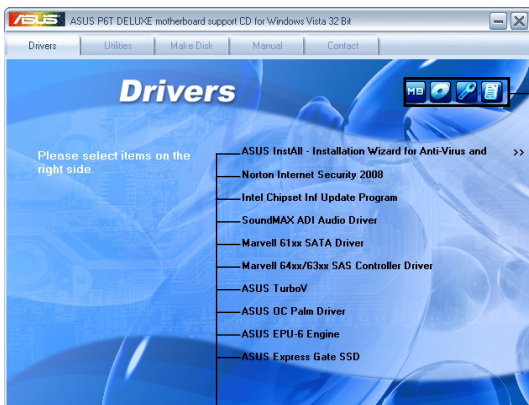 ASUS ASUS P6T DELUXE motherboard support CD for Windows Vista 32 Bit
Drivers Utilities Make Disk Manual Contact
Drivers
MB
Please select items on the
right side.
ASUS InstAll - Installation Wizard for Anti-Virus and >>
Norton Internet Security 2008
Intel Chipset Inf Update Program
SoundMAX ADI Audio Driver
Marvell 61xx SATA Driver
Marvell 64xx/63xx SAS Controller Driver
ASUS TurboV
ASUS OC Palm Driver
ASUS EPU-6 Engine
ASUS Express Gate SSD